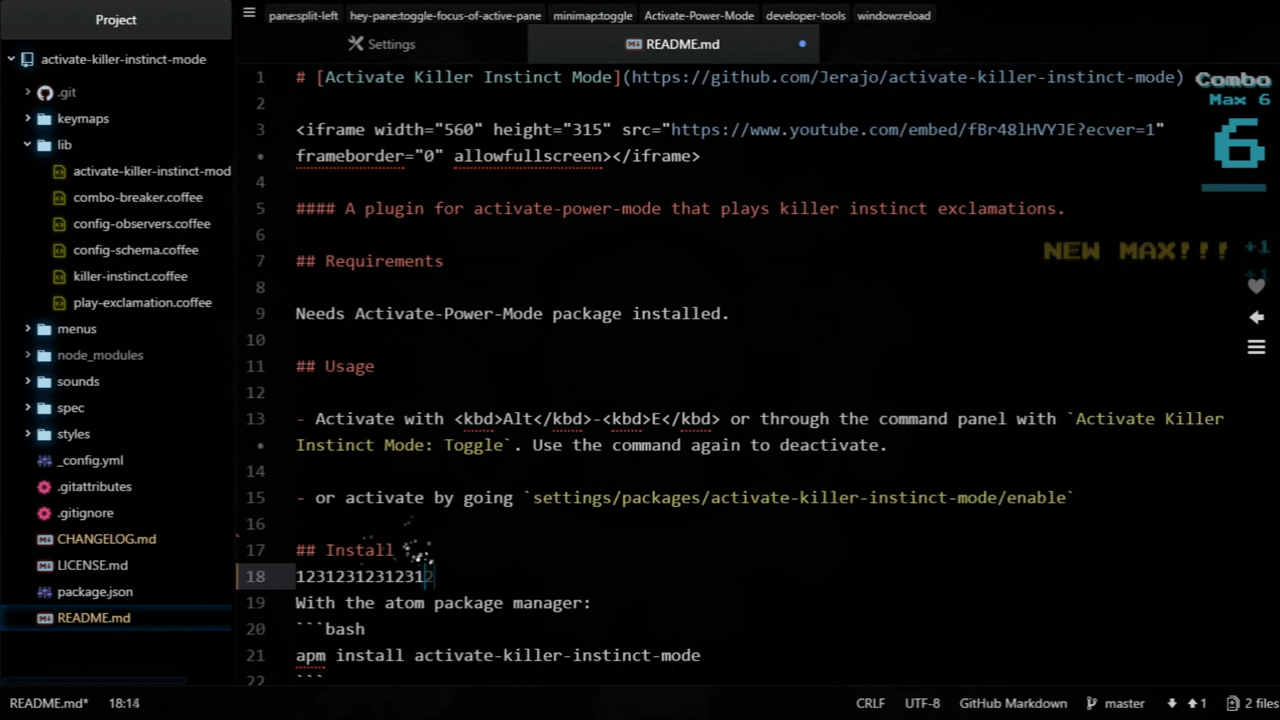 Project
pane:split-left hey-pane:toggle-focus-of-active-pane minimap:toggle Activate-Power-Mode developer-tools window:reload
Settings
README.md
activate-killer-instinct-mode
.git
keymaps
lib
activate-killer-instinct-mod
combo-breaker.coffee
config-observers.coffee
config-schema.coffee
killer-instinct.coffee
play-exclamation.coffee
menus
node_modules
sounds
spec
styles
_config.yml
.gitattributes
.gitignore
CHANGELOG.md
LICENSE.md
package.json
README.md
1 # [Activate Killer Instinct Mode](https://github.com/Jerajo/activate-killer-instinct-mode)
2
3 <iframe width="560" height="315" src="https://www.youtube.com/embed/fBr48lHVYJE?ecver=1"
• frameborder="0" allowfullscreen></iframe>
4
5 #### A plugin for activate-power-mode that plays killer instinct exclamations.
6
7 ## Requirements
8
9 Needs Activate-Power-Mode package installed.
10
11 ## Usage
12
13 - Activate with <kbd>Alt</kbd>-<kbd>E</kbd> or through the command panel with `Activate Killer
• Instinct Mode: Toggle`. Use the command again to deactivate.
14
15 - or activate by going `settings/packages/activate-killer-instinct-mode/enable`
16
17 ## Install
18 12312312312312
19 With the atom package manager:
20 ```bash
21 apm install activate-killer-instinct-mode
22 ```
Combo
Max 6
6
NEW MAX!!! +1
+1
README.md* 18:14 CRLF UTF-8 GitHub Markdown master 1 2 files